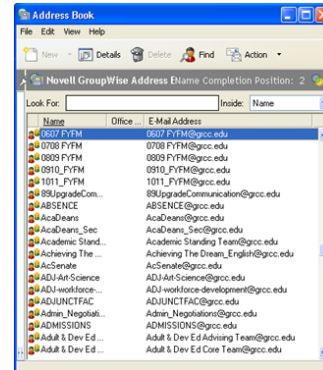 Address Book
File Edit View Help
New Details Delete Find Action
Novell GroupWise Address E Name Completion Position: 2
Look For: Inside: Name
Name Office ... E-Mail Address
0607 FYFM 0607 FYFM@grcc.edu
0708 FYFM 0708 FYFM@grcc.edu
0809 FYFM 0809 FYFM@grcc.edu
0910_FYFM 0910_FYFM@grcc.edu
1011_FYFM 1011_FYFM@grcc.edu
89UpgradeCom... 89UpgradeCommunication@grcc.edu
ABSENCE ABSENCE@grcc.edu
AcaDeans AcaDeans@grcc.edu
AcaDeans_Sec AcaDeans_Sec@grcc.edu
Academic Stand... Academic Standing Team@grcc.edu
Achieving The ... Achieving The Dream_English@grcc.edu
AcSenate AcSenate@grcc.edu
ADJ-Art-Science ADJ-Art-Science@grcc.edu
ADJ-workforce-... ADJ-workforce-development@grcc.edu
ADJUNCTFAC ADJUNCTFAC@grcc.edu
Admin_Negotiations Admin_Negotiations@grcc.edu
ADMISSIONS ADMISSIONS@grcc.edu
Adult & Dev Ed ... Adult & Dev Ed Advising Team@grcc.edu
Adult & Dev Ed ... Adult & Dev Ed Core Team@grcc.edu